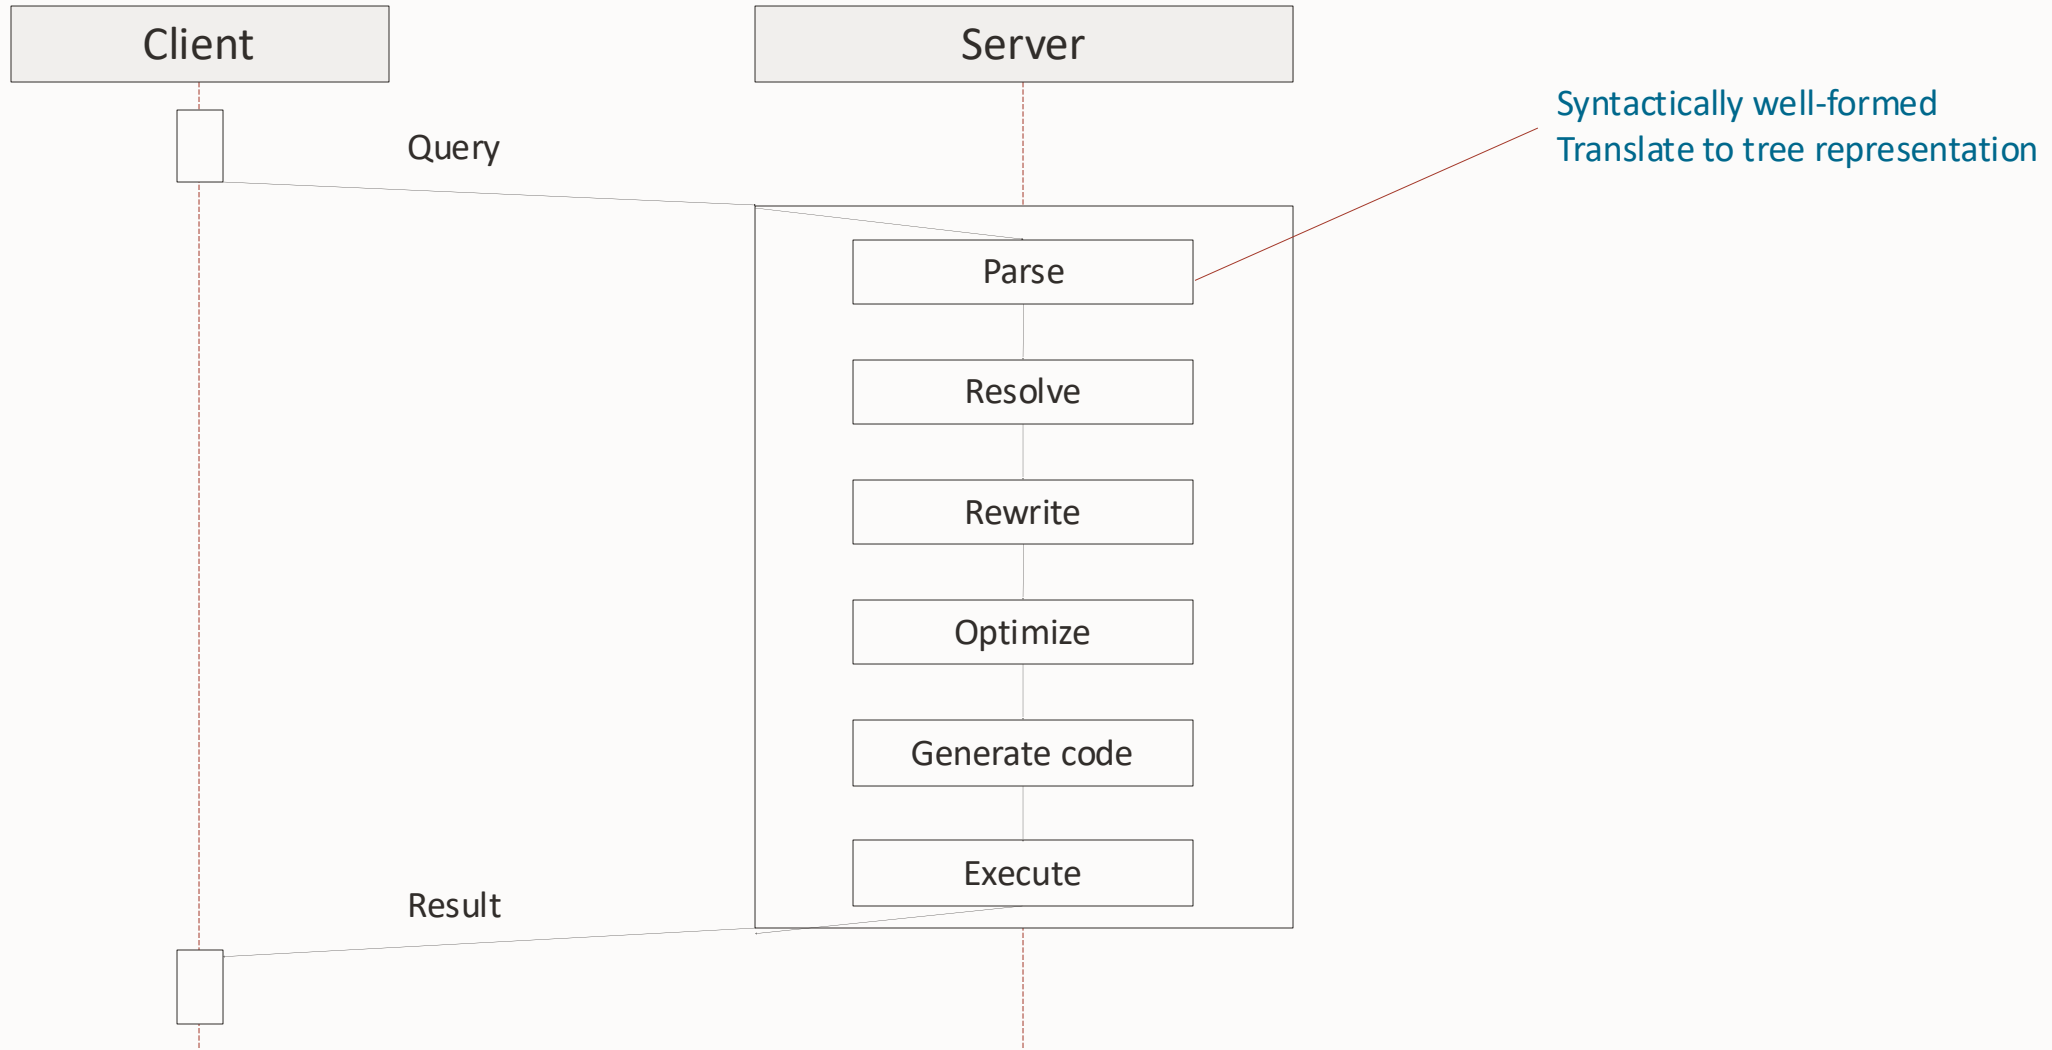 Client
Server
Syntactically well-formed
Translate to tree representation
Query
Parse
Resolve
Rewrite
Optimize
Generate code
Execute
Result